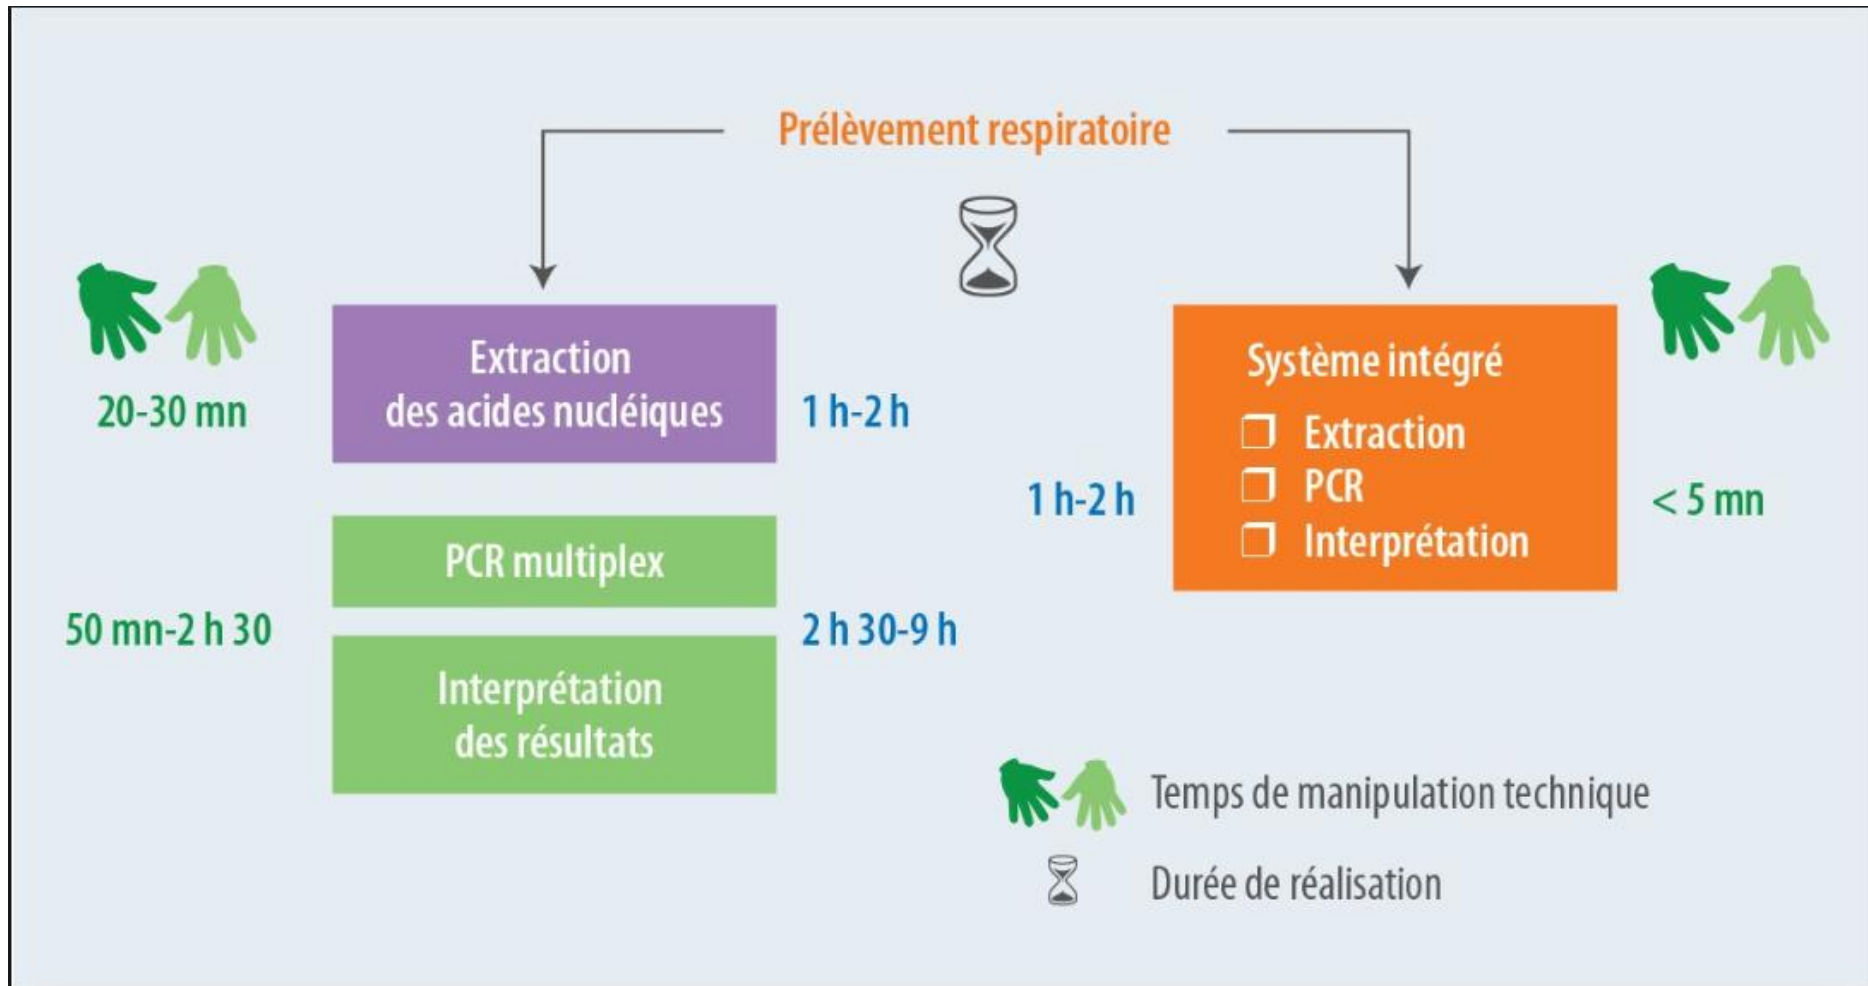 Prélèvement respiratoire
20-30 mn
Extraction
des acides nucléiques
1 h-2 h
PCR multiplex
50 mn-2 h 30
2 h 30-9 h
Interprétation
des résultats
1 h-2 h
Système intégré
❒ Extraction
❒ PCR
❒ Interprétation
< 5 mn
Temps de manipulation technique
Durée de réalisation